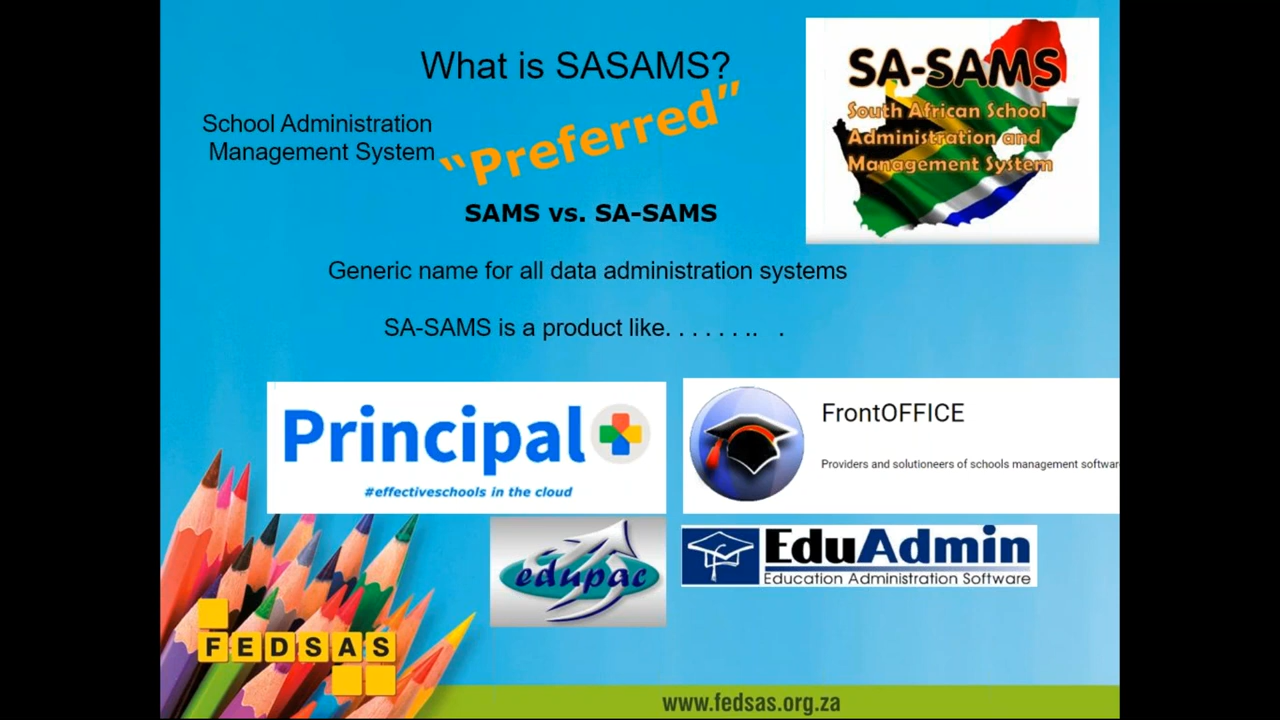 What is SASAMS?
School Administration
Management System
"Preferred"
SA-SAMS
South African School
Administration and
Management System
SAMS vs. SA-SAMS
Generic name for all data administration systems
SA-SAMS is a product like. . . . . . .. .
Principal
#effectiveschools in the cloud
FrontOFFICE
Providers and solutioneers of schools management softwar
edupac
EduAdmin
Education Administration Software
FEDSAS
www.fedsas.org.za